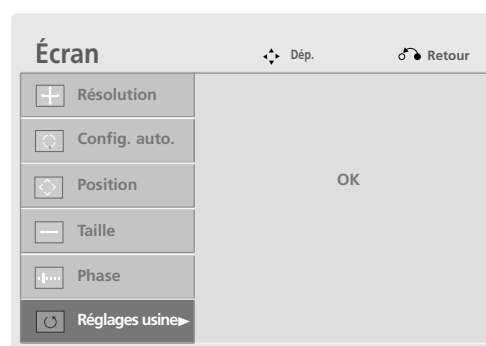 Écran Dép. Retour
Résolution
Config. auto.
Position OK
Taille
Phase
Réglages usine